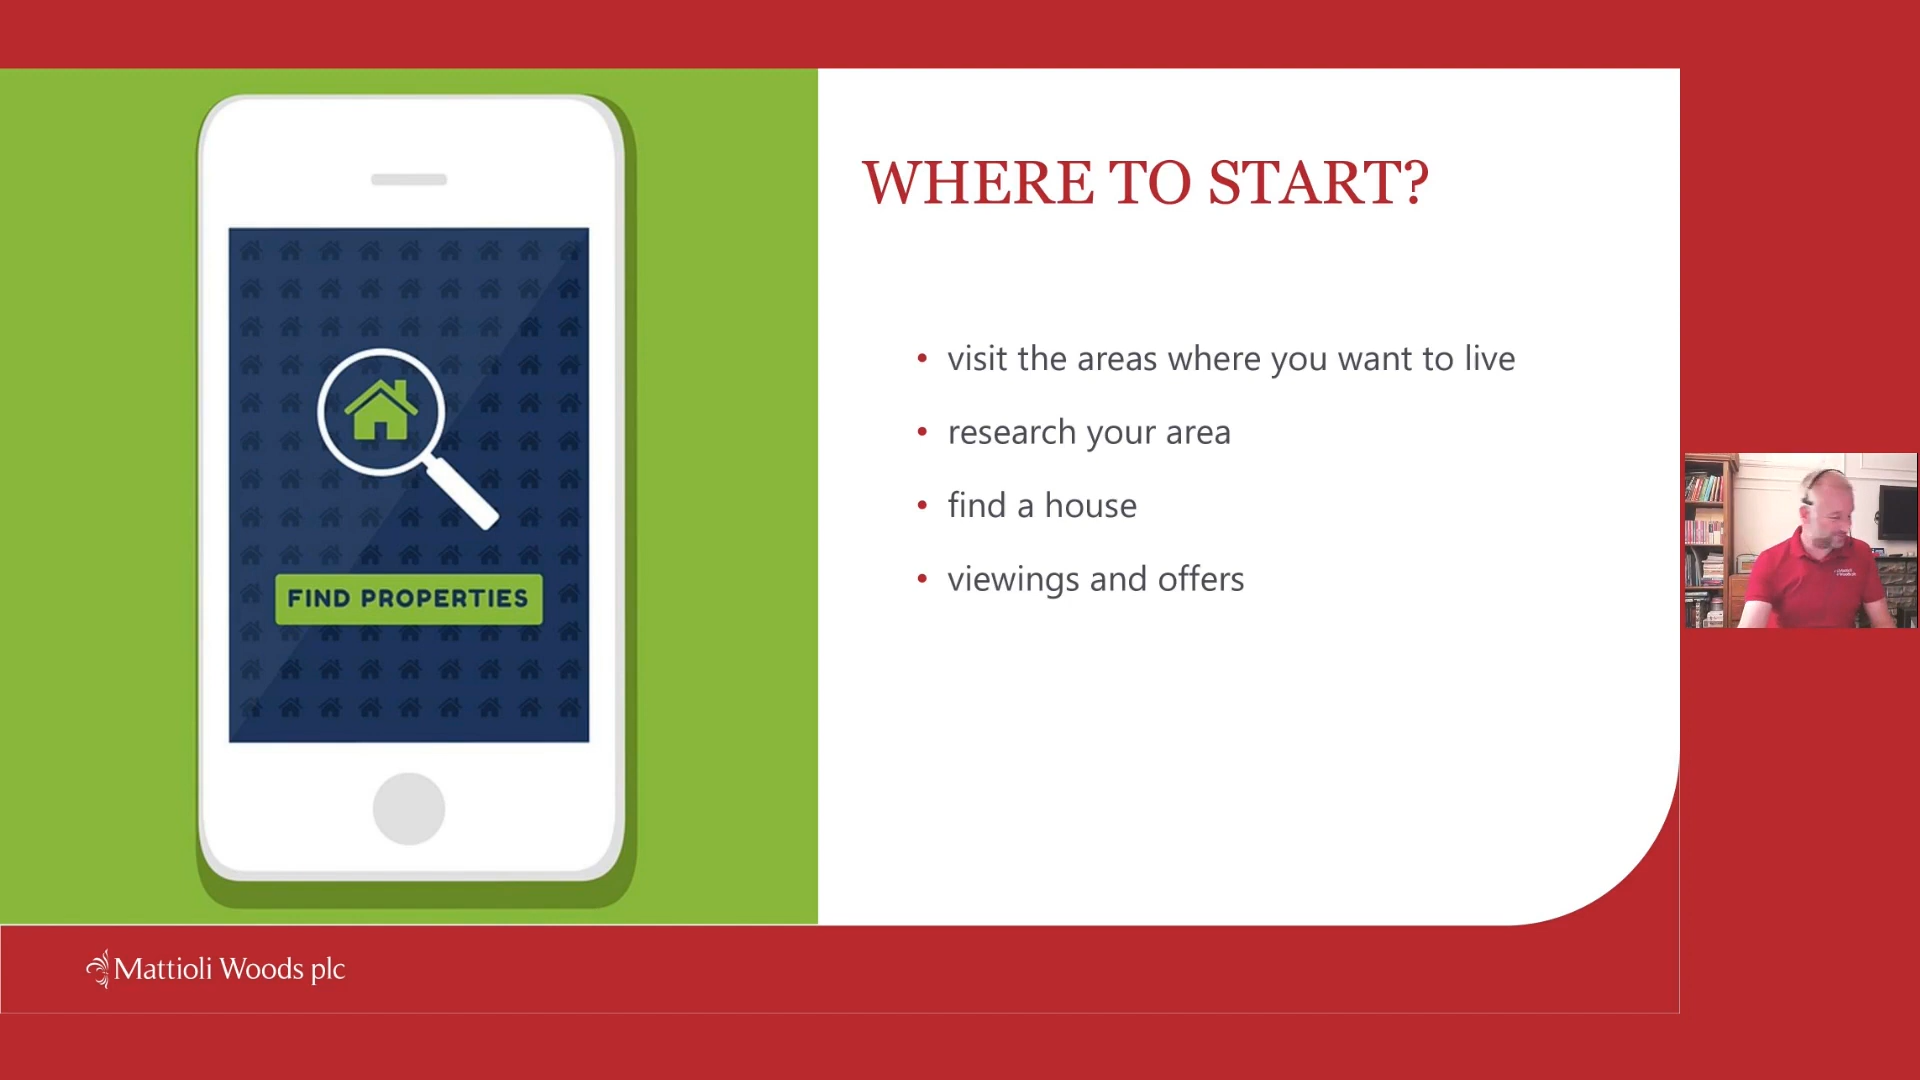 WHERE TO START?
• visit the areas where you want to live
• research your area
• find a house
• viewings and offers
FIND PROPERTIES
Mattioli Woods plc